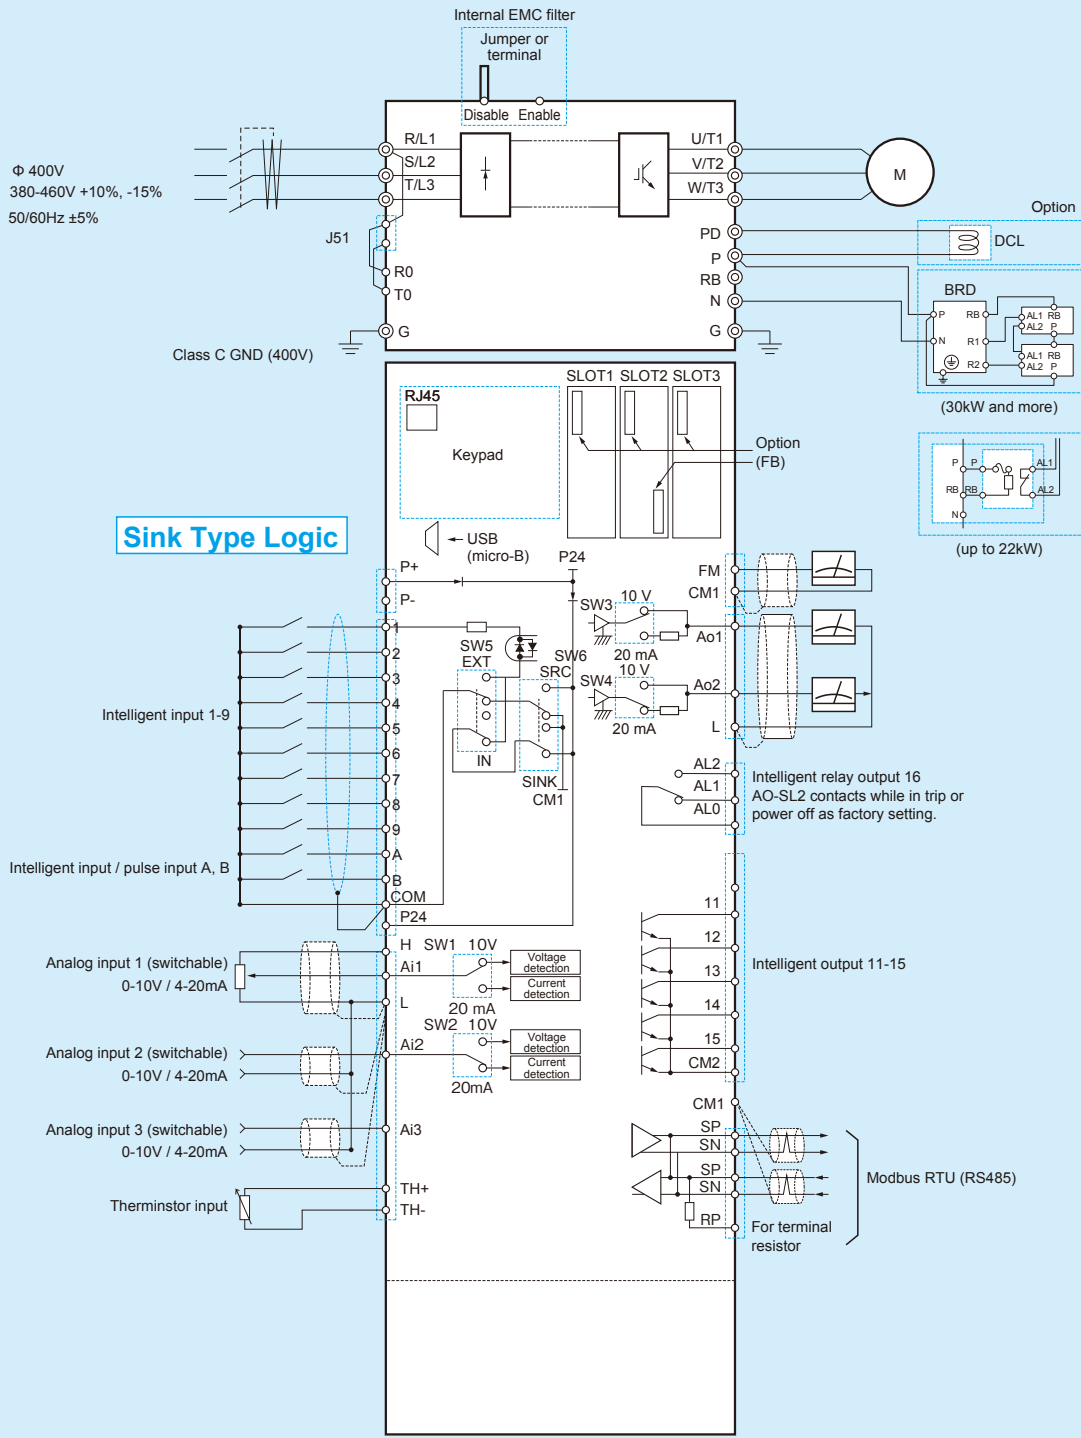 Internal EMC filter
Jumper or
terminal
Disable Enable
R/L1
S/L2
T/L3
U/T1
V/T2
W/T3
M
Φ 400V
380-460V +10%, -15%
50/60Hz ±5%
J51
R0
T0
G
Class C GND (400V)
PD
P
RB
N
G
Option
DCL
BRD
P
N
RB
R1
R2
AL1 RB
AL2 P
AL1 RB
AL2 P
(30kW and more)
P
P
RB
RB
N
AL1
AL2
(up to 22kW)
RJ45
Keypad
SLOT1 SLOT2 SLOT3
Option
(FB)
Sink Type Logic
USB
(micro-B)
P24
P+
P-
1
2
3
4
5
6
7
8
9
A
B
COM
P24
Intelligent input 1-9
Intelligent input / pulse input A, B
SW5
EXT
IN
SW6
SRC
SINK
CM1
SW3
10 V
20 mA
SW4
10 V
20 mA
FM
CM1
Ao1
Ao2
L
AL2
AL1
AL0
Intelligent relay output 16
AO-SL2 contacts while in trip or
power off as factory setting.
11
12
13
14
15
CM2
Intelligent output 11-15
H
Ai1
L
Ai2
Ai3
TH+
TH-
SW1 10V
20 mA
Voltage
detection
Current
detection
SW2 10V
20mA
Voltage
detection
Current
detection
Analog input 1 (switchable)
0-10V / 4-20mA
Analog input 2 (switchable)
0-10V / 4-20mA
Analog input 3 (switchable)
0-10V / 4-20mA
Therminstor input
CM1
SP
SN
SP
SN
RP
Modbus RTU (RS485)
For terminal
resistor